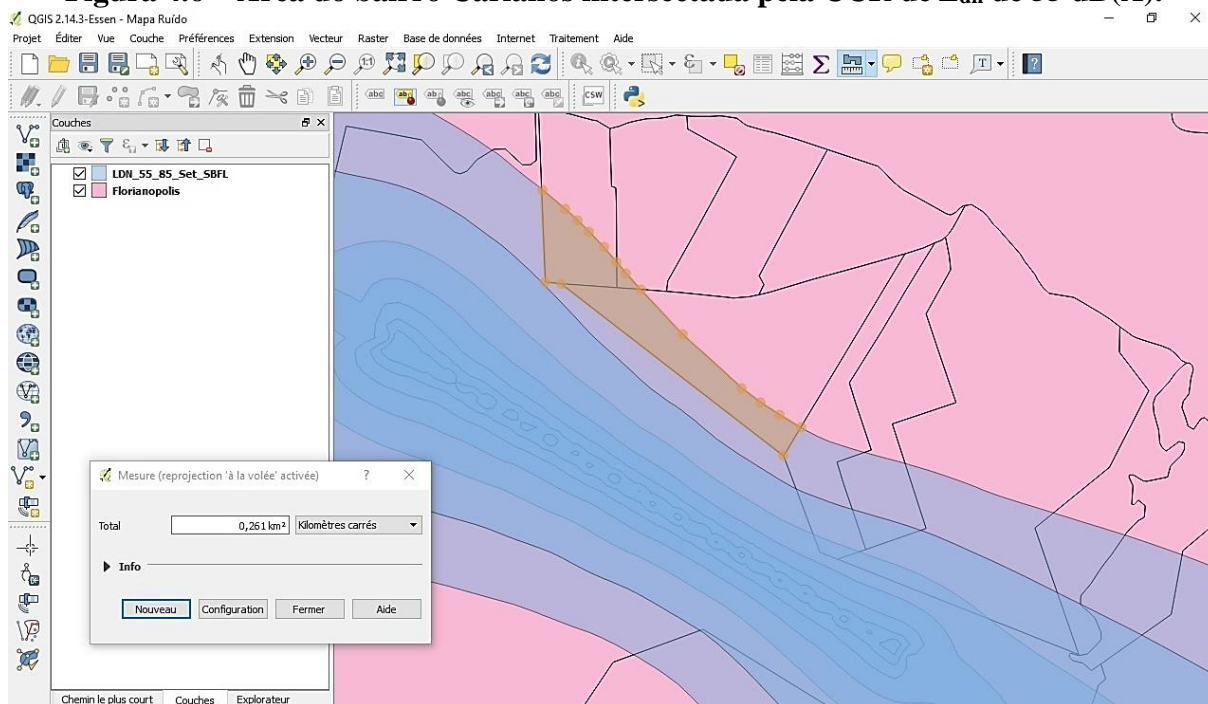 Figura 4.6 – Área do bairro Carianos intersectada pela CGR de Ldn de 55 dB(A).
QGIS 2.14.3-Essen - Mapa Ruído
Projet Éditer Vue Couche Préférences Extension Vecteur Raster Base de données Internet Traitement Aide
Couches
LDN_55_85_Set_SBFL
Florianopolis
Mesure (reprojection 'à la volée' activée)
Total 0,261 km² Kilomètres carrés
Info
Nouveau Configuration Fermer Aide
Chemin le plus court Couches Explorateur